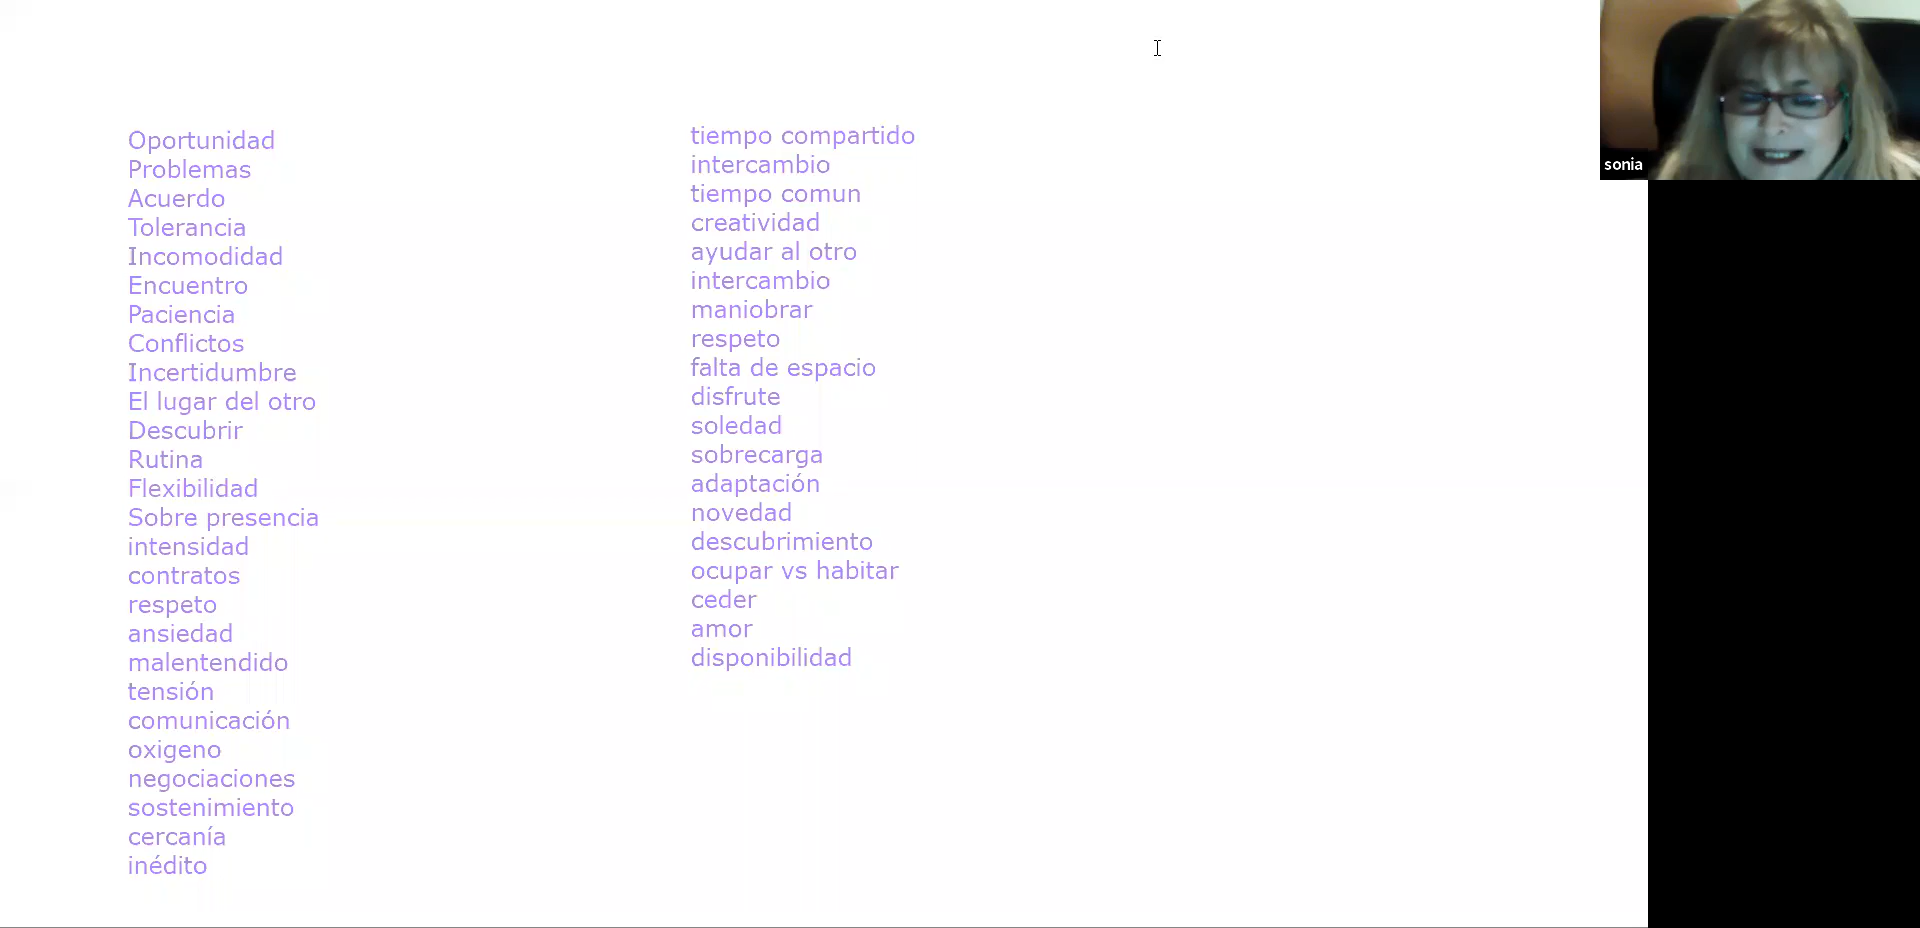 Oportunidad
Problemas
Acuerdo
Tolerancia
Incomodidad
Encuentro
Paciencia
Conflictos
Incertidumbre
El lugar del otro
Descubrir
Rutina
Flexibilidad
Sobre presencia
intensidad
contratos
respeto
ansiedad
malentendido
tensión
comunicación
oxigeno
negociaciones
sostenimiento
cercanía
inédito
tiempo compartido
intercambio
tiempo comun
creatividad
ayudar al otro
intercambio
maniobrar
respeto
falta de espacio
disfrute
soledad
sobrecarga
adaptación
novedad
descubrimiento
ocupar vs habitar
ceder
amor
disponibilidad
sonia